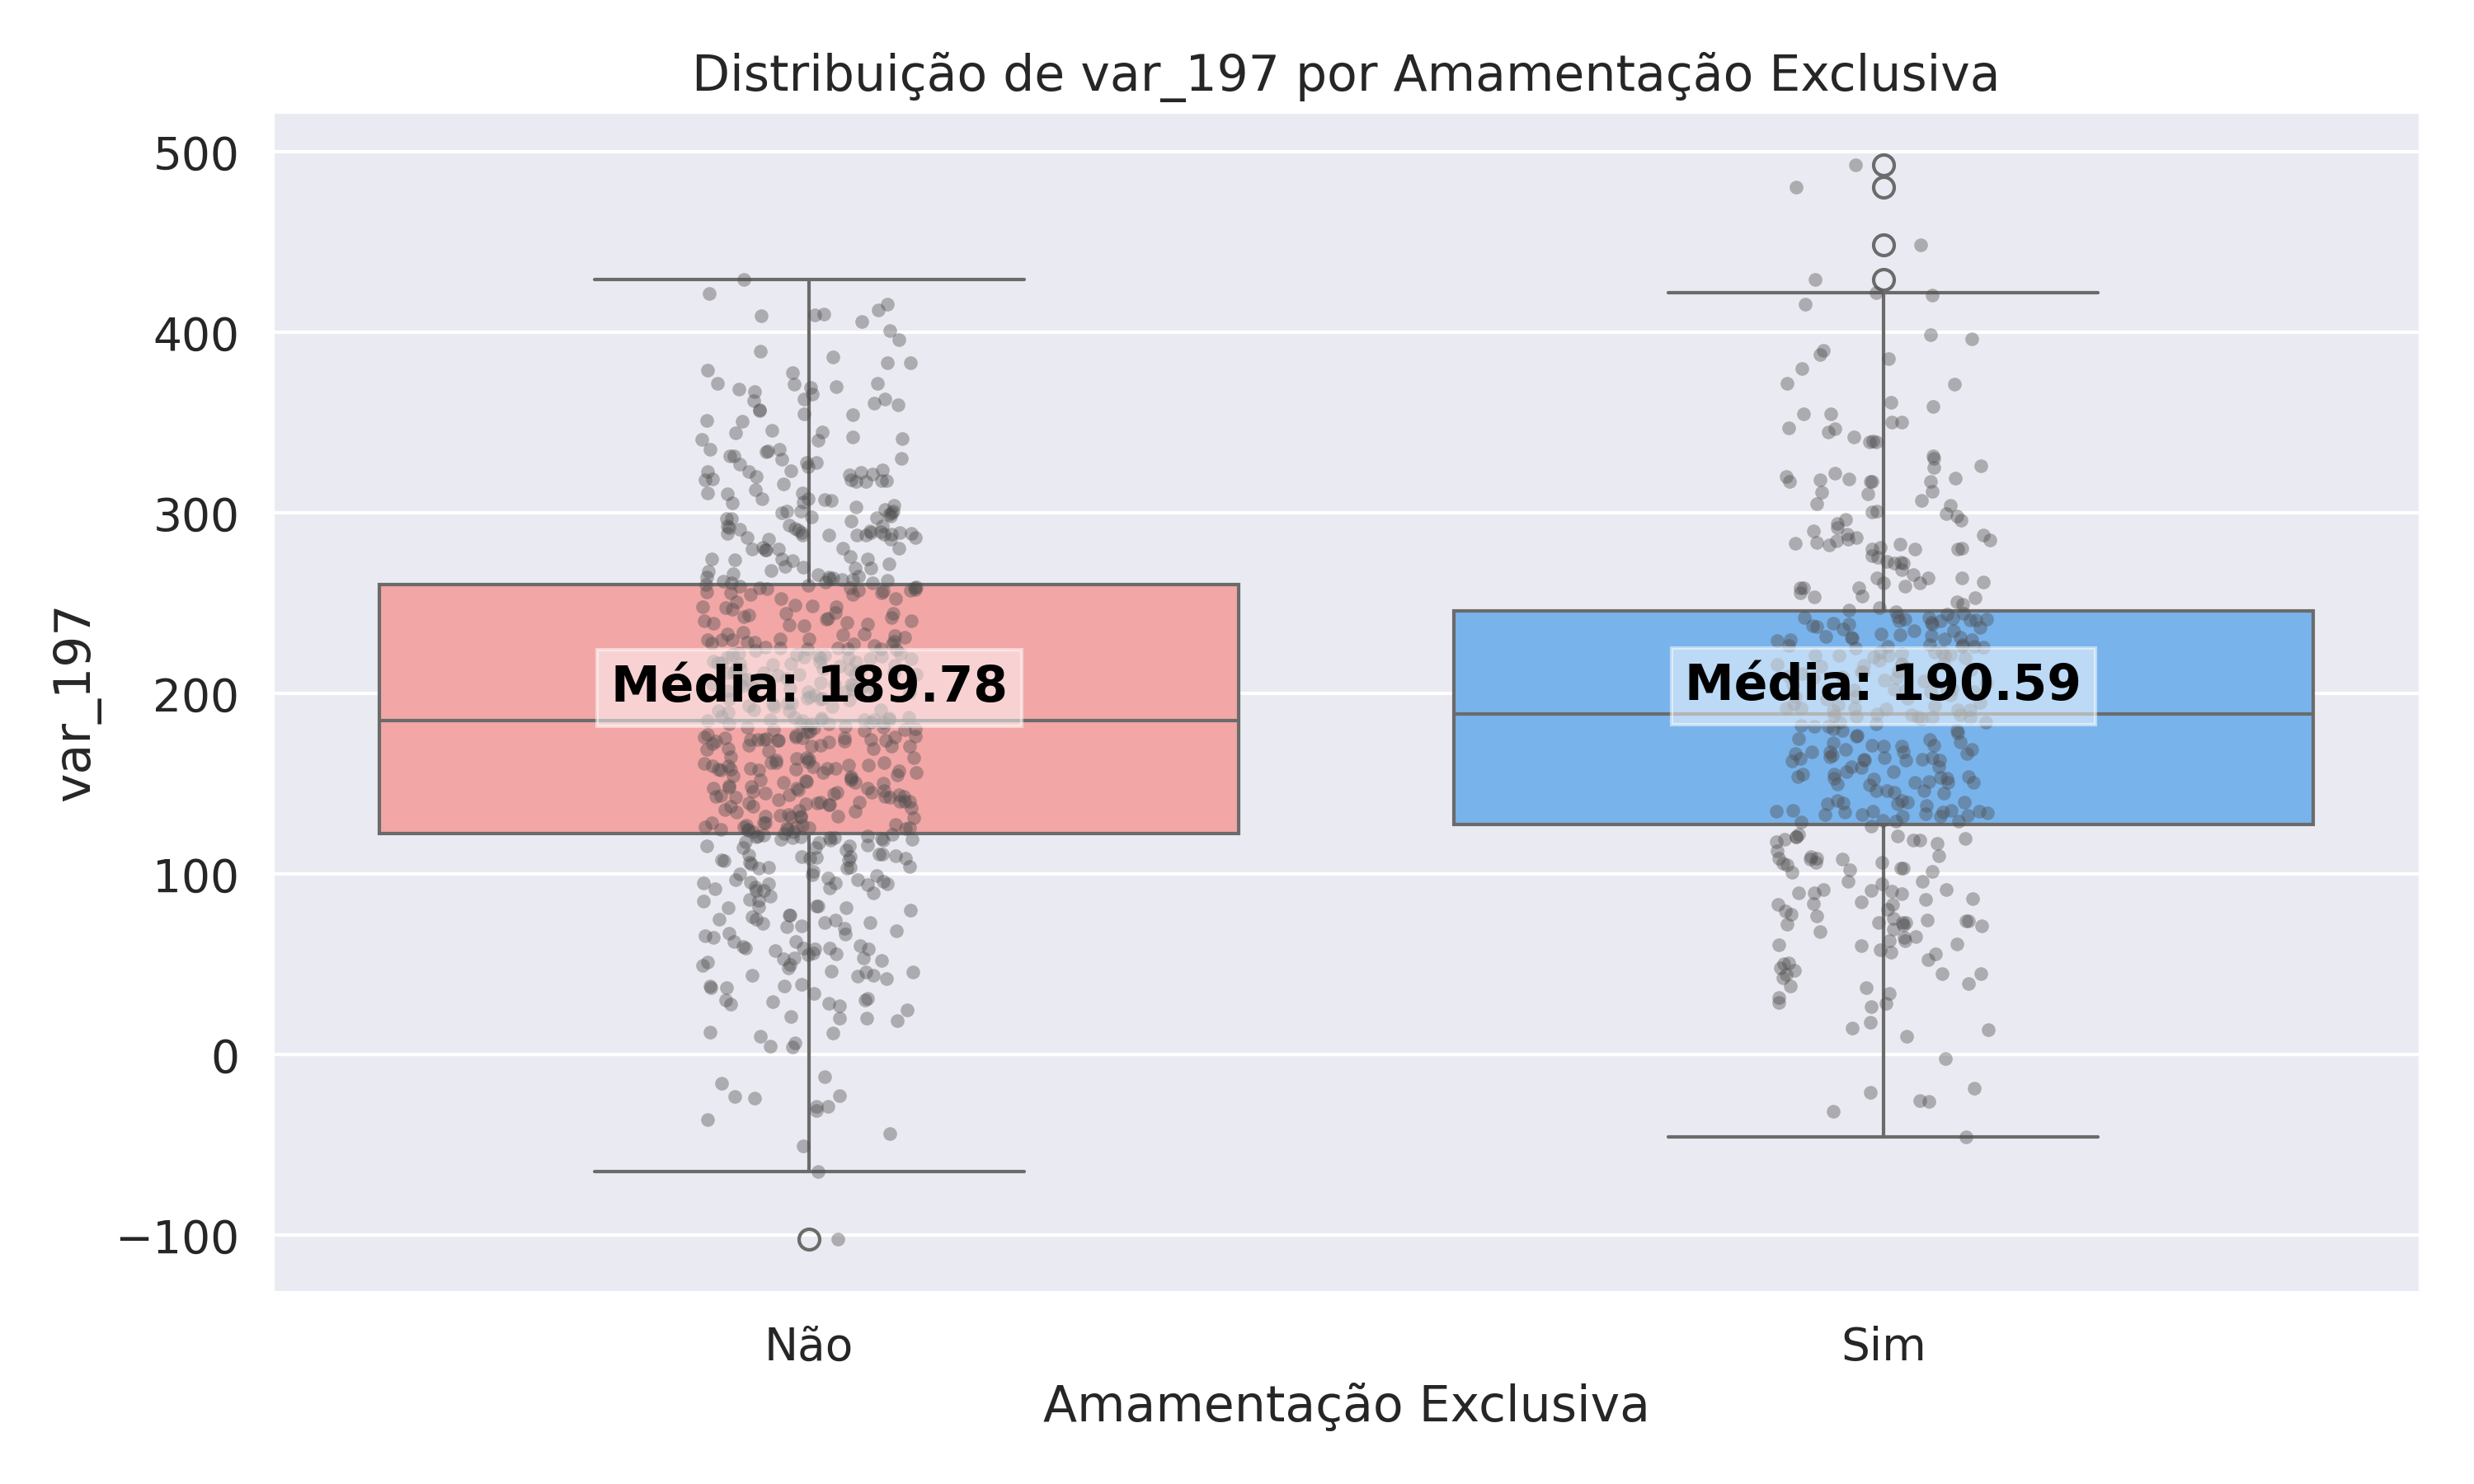 Distribuição de var_197 por Amamentação Exclusiva
500
400
300
200
100
0
−100
var_197
Média: 189.78
Média: 190.59
Não
Sim
Amamentação Exclusiva